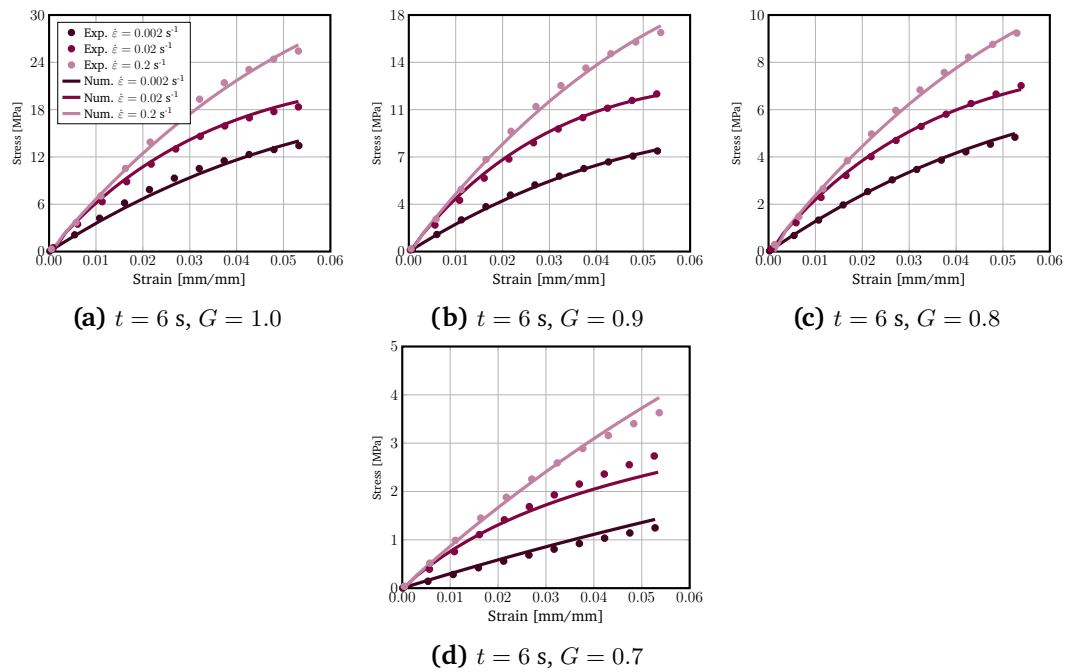 30
24
18
12
6
0
Stress [MPa]
Exp. ε̇ = 0.002 s⁻¹
Exp. ε̇ = 0.02 s⁻¹
Exp. ε̇ = 0.2 s⁻¹
Num. ε̇ = 0.002 s⁻¹
Num. ε̇ = 0.02 s⁻¹
Num. ε̇ = 0.2 s⁻¹
0.00 0.01 0.02 0.03 0.04 0.05 0.06
Strain [mm/mm]
(a) t = 6 s, G = 1.0
18
14
11
7
4
0
Stress [MPa]
0.00 0.01 0.02 0.03 0.04 0.05 0.06
Strain [mm/mm]
(b) t = 6 s, G = 0.9
10
8
6
4
2
0
Stress [MPa]
0.00 0.01 0.02 0.03 0.04 0.05 0.06
Strain [mm/mm]
(c) t = 6 s, G = 0.8
5
4
3
2
1
0
Stress [MPa]
0.00 0.01 0.02 0.03 0.04 0.05 0.06
Strain [mm/mm]
(d) t = 6 s, G = 0.7